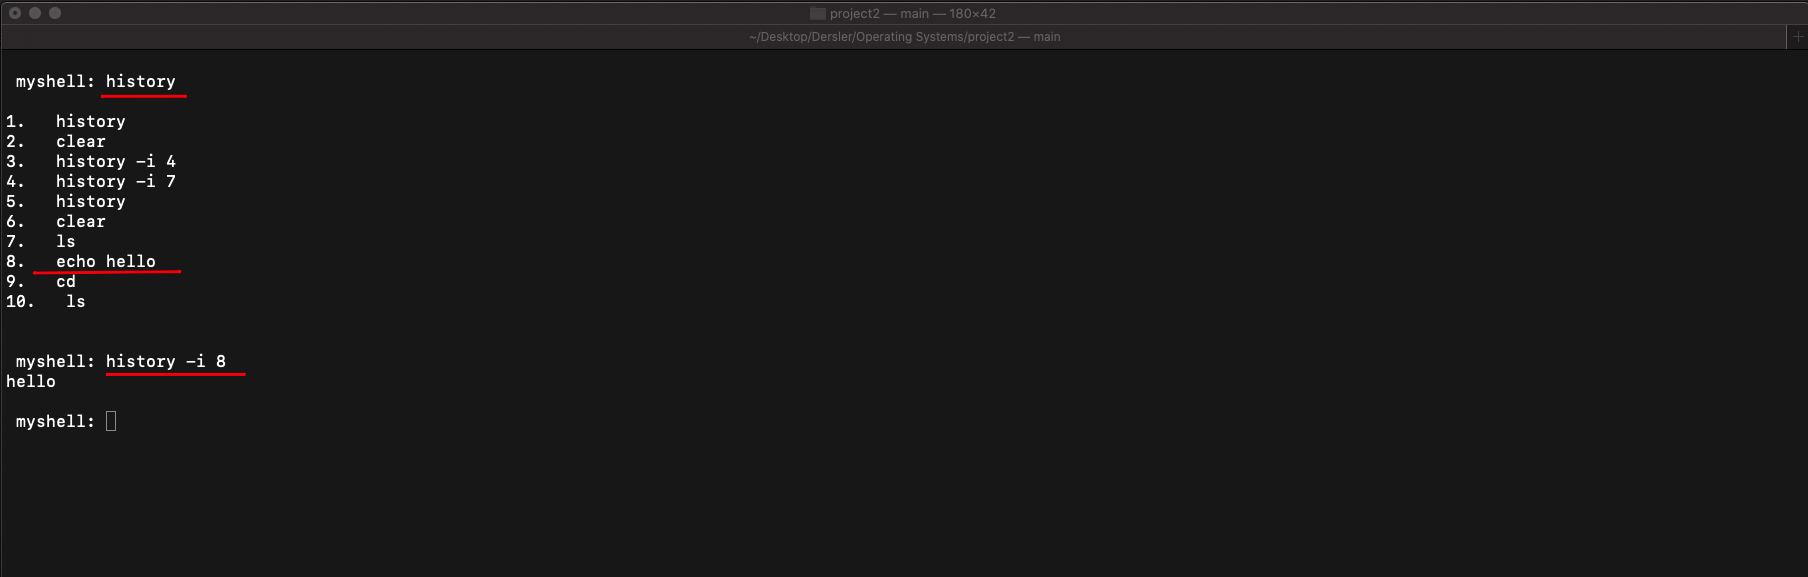 project2 — main — 180×42
~/Desktop/Dersler/Operating Systems/project2 — main
myshell: history
1. history
2. clear
3. history -i 4
4. history -i 7
5. history
6. clear
7. ls
8. echo hello
9. cd
10. ls
myshell: history -i 8
hello
myshell: